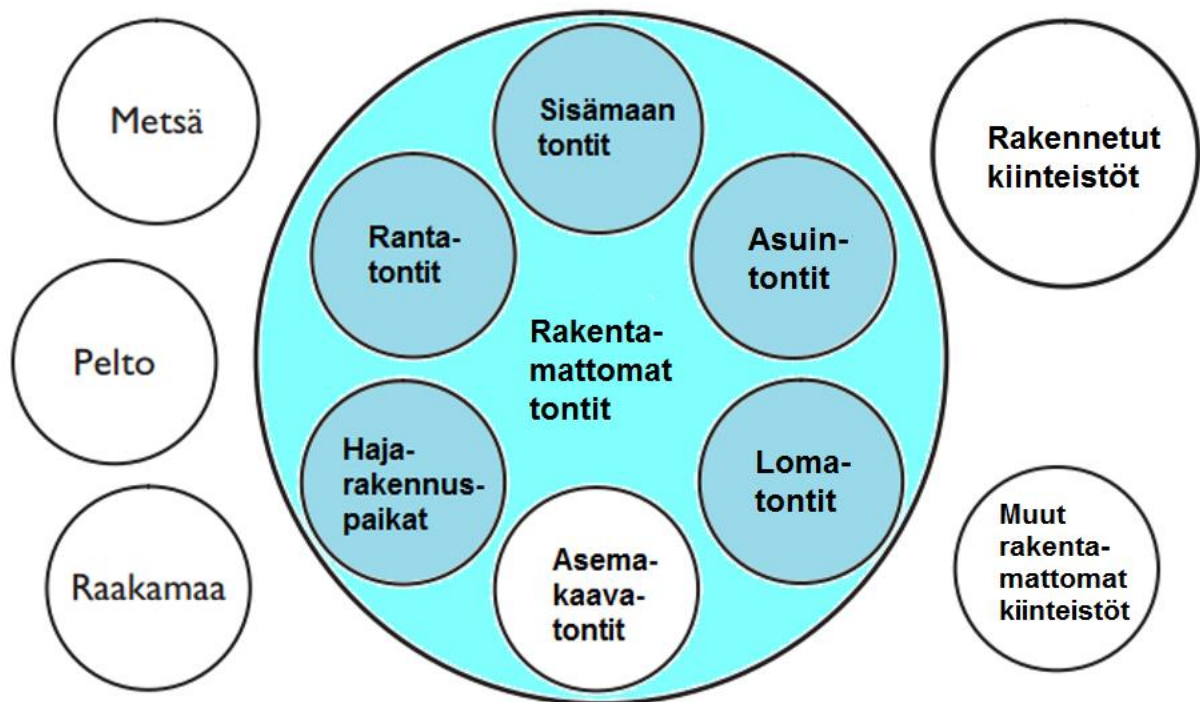 Metsä
Pelto
Raakamaa
Sisämaan
tontit
Ranta-
tontit
Asuin-
tontit
Rakenta-
mattomat
tontit
Haja-
rakennus-
paikat
Loma-
tontit
Asema-
kaava-
tontit
Rakennetut
kiinteistöt
Muut
rakenta-
mattomat
kiinteistöt